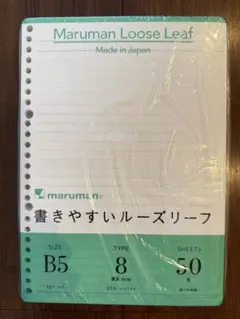 Maruman Loose Leaf
Made in Japan
maruman
書きやすいルーズリーフ
SIZE TYPE SHEETS
B5 8 50